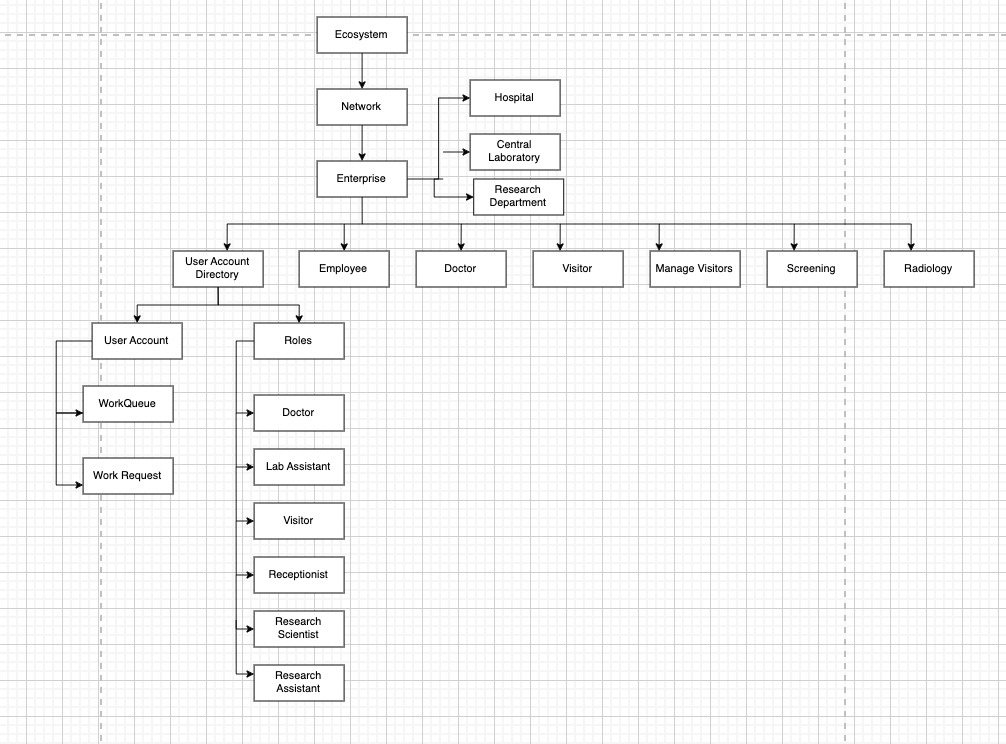 Ecosystem
Network
Hospital
Central
Laboratory
Enterprise
Research
Department
User Account
Directory
Employee
Doctor
Visitor
Manage Visitors
Screening
Radiology
User Account
Roles
WorkQueue
Doctor
Work Request
Lab Assistant
Visitor
Receptionist
Research
Scientist
Research
Assistant